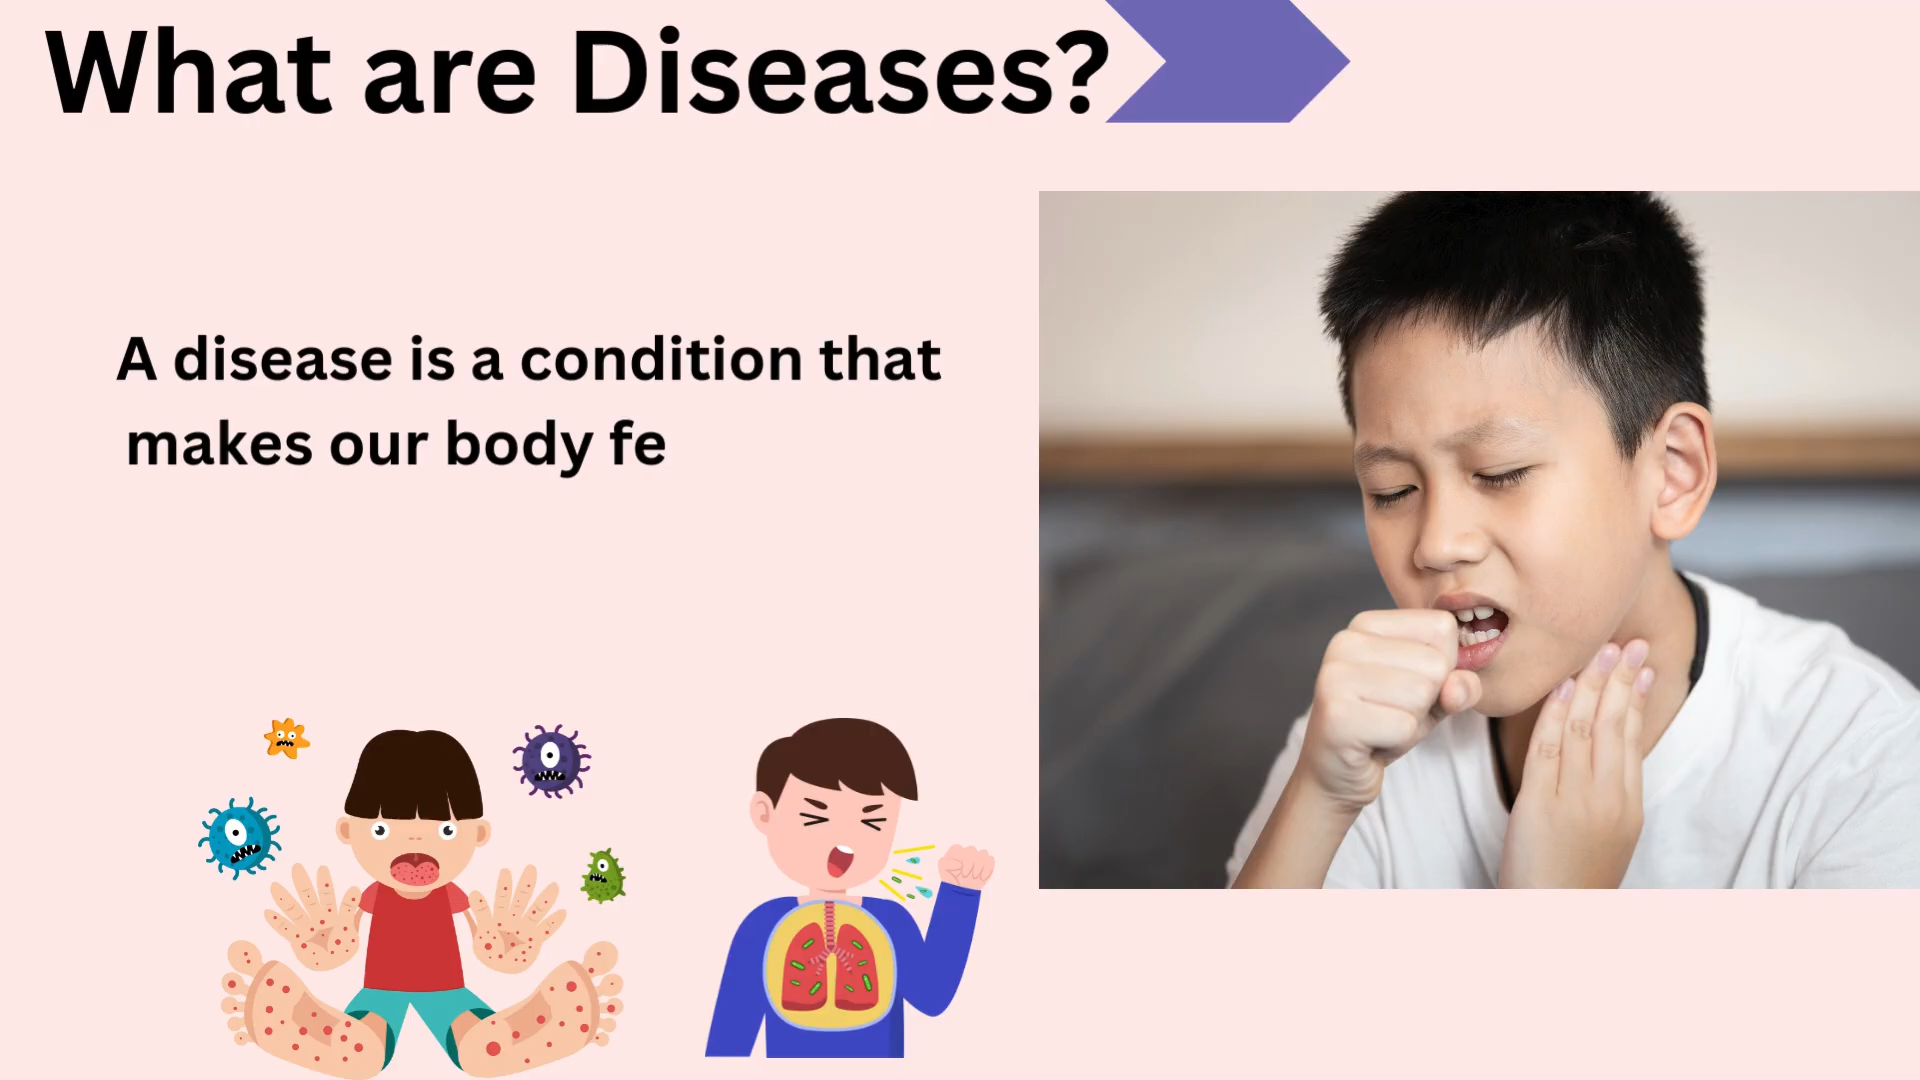 What are Diseases?
A disease is a condition that
makes our body fe